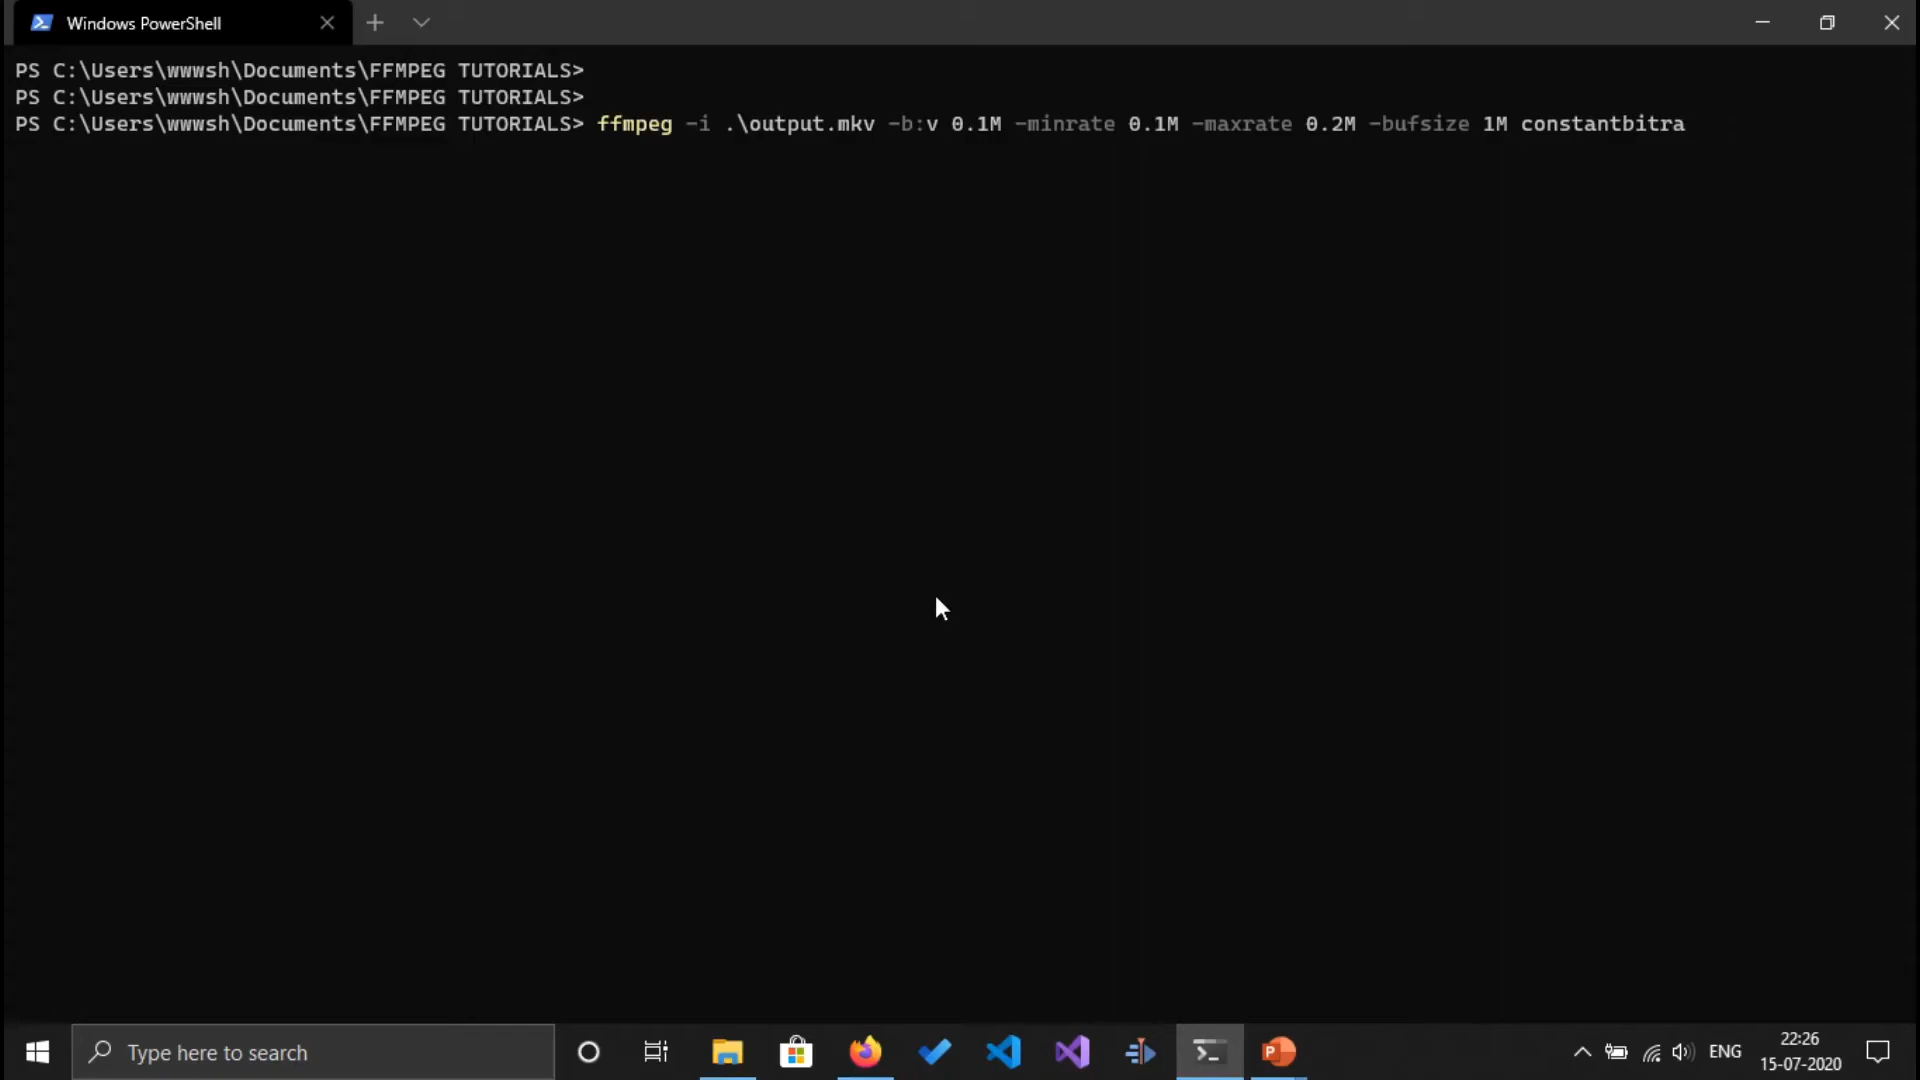 Windows PowerShell
PS C:\Users\wwwsh\Documents\FFMPEG TUTORIALS>
PS C:\Users\wwwsh\Documents\FFMPEG TUTORIALS>
PS C:\Users\wwwsh\Documents\FFMPEG TUTORIALS> ffmpeg -i .\output.mkv -b:v 0.1M -minrate 0.1M -maxrate 0.2M -bufsize 1M constantbitra
Type here to search
ENG
22:26
15-07-2020